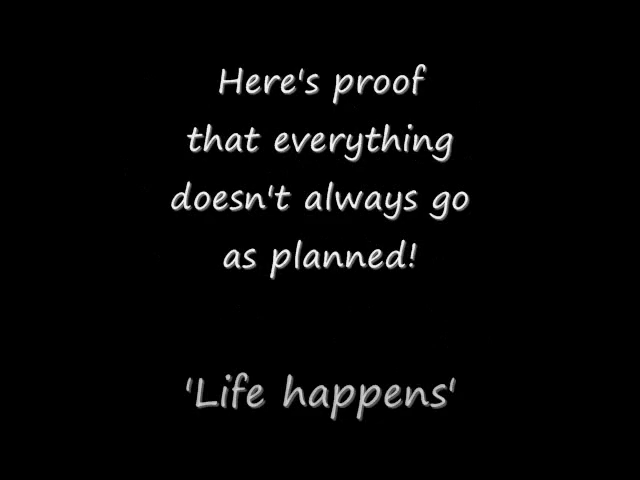 Here's proof
that everything
doesn't always go
as planned!
'Life happens'